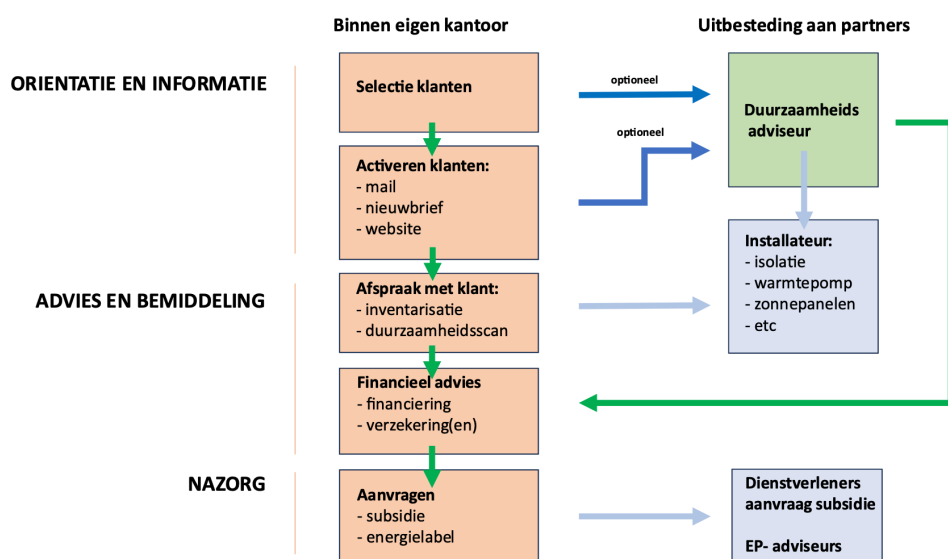 Binnen eigen kantoor
Uitbesteding aan partners
ORIENTATIE EN INFORMATIE
Selectie klanten
optioneel
Duurzaamheids
adviseur
optioneel
Activeren klanten:
- mail
- nieuwbrief
- website
Installateur:
- isolatie
- warmtepomp
- zonnepanelen
- etc
ADVIES EN BEMIDDELING
Afspraak met klant:
- inventarisatie
- duurzaamheidsscan
Financieel advies
- financiering
- verzekering(en)
NAZORG
Aanvragen
- subsidie
- energielabel
Dienstverleners
aanvraag subsidie
EP- adviseurs